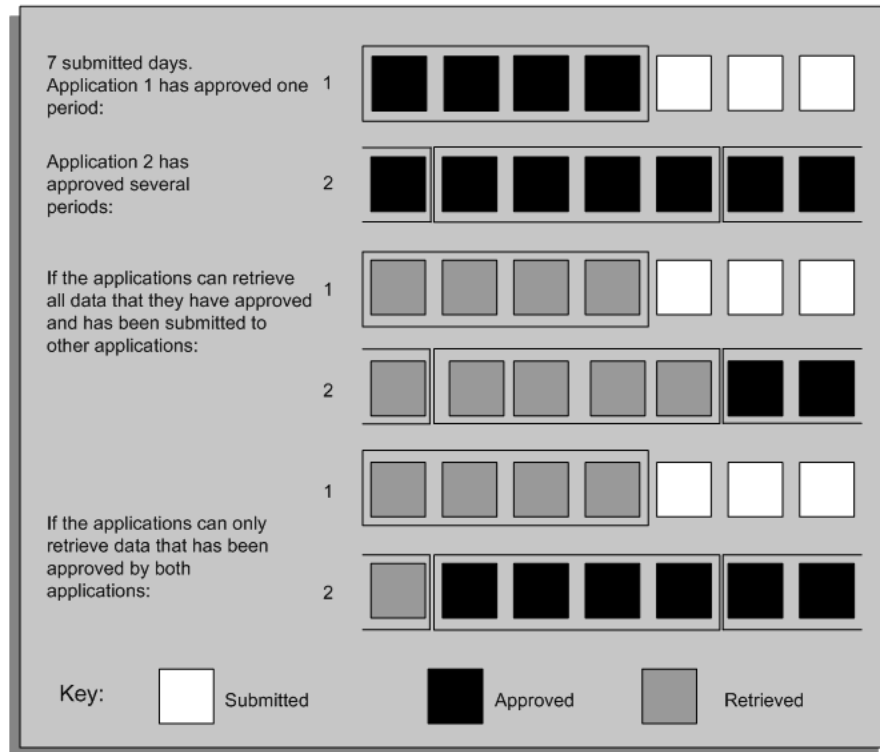 7 submitted days.
Application 1 has approved one
period:
1
Application 2 has
approved several
periods:
2
If the applications can retrieve
all data that they have approved
and has been submitted to
other applications:
1
2
If the applications can only
retrieve data that has been
approved by both
applications:
1
2
Key:
Submitted
Approved
Retrieved